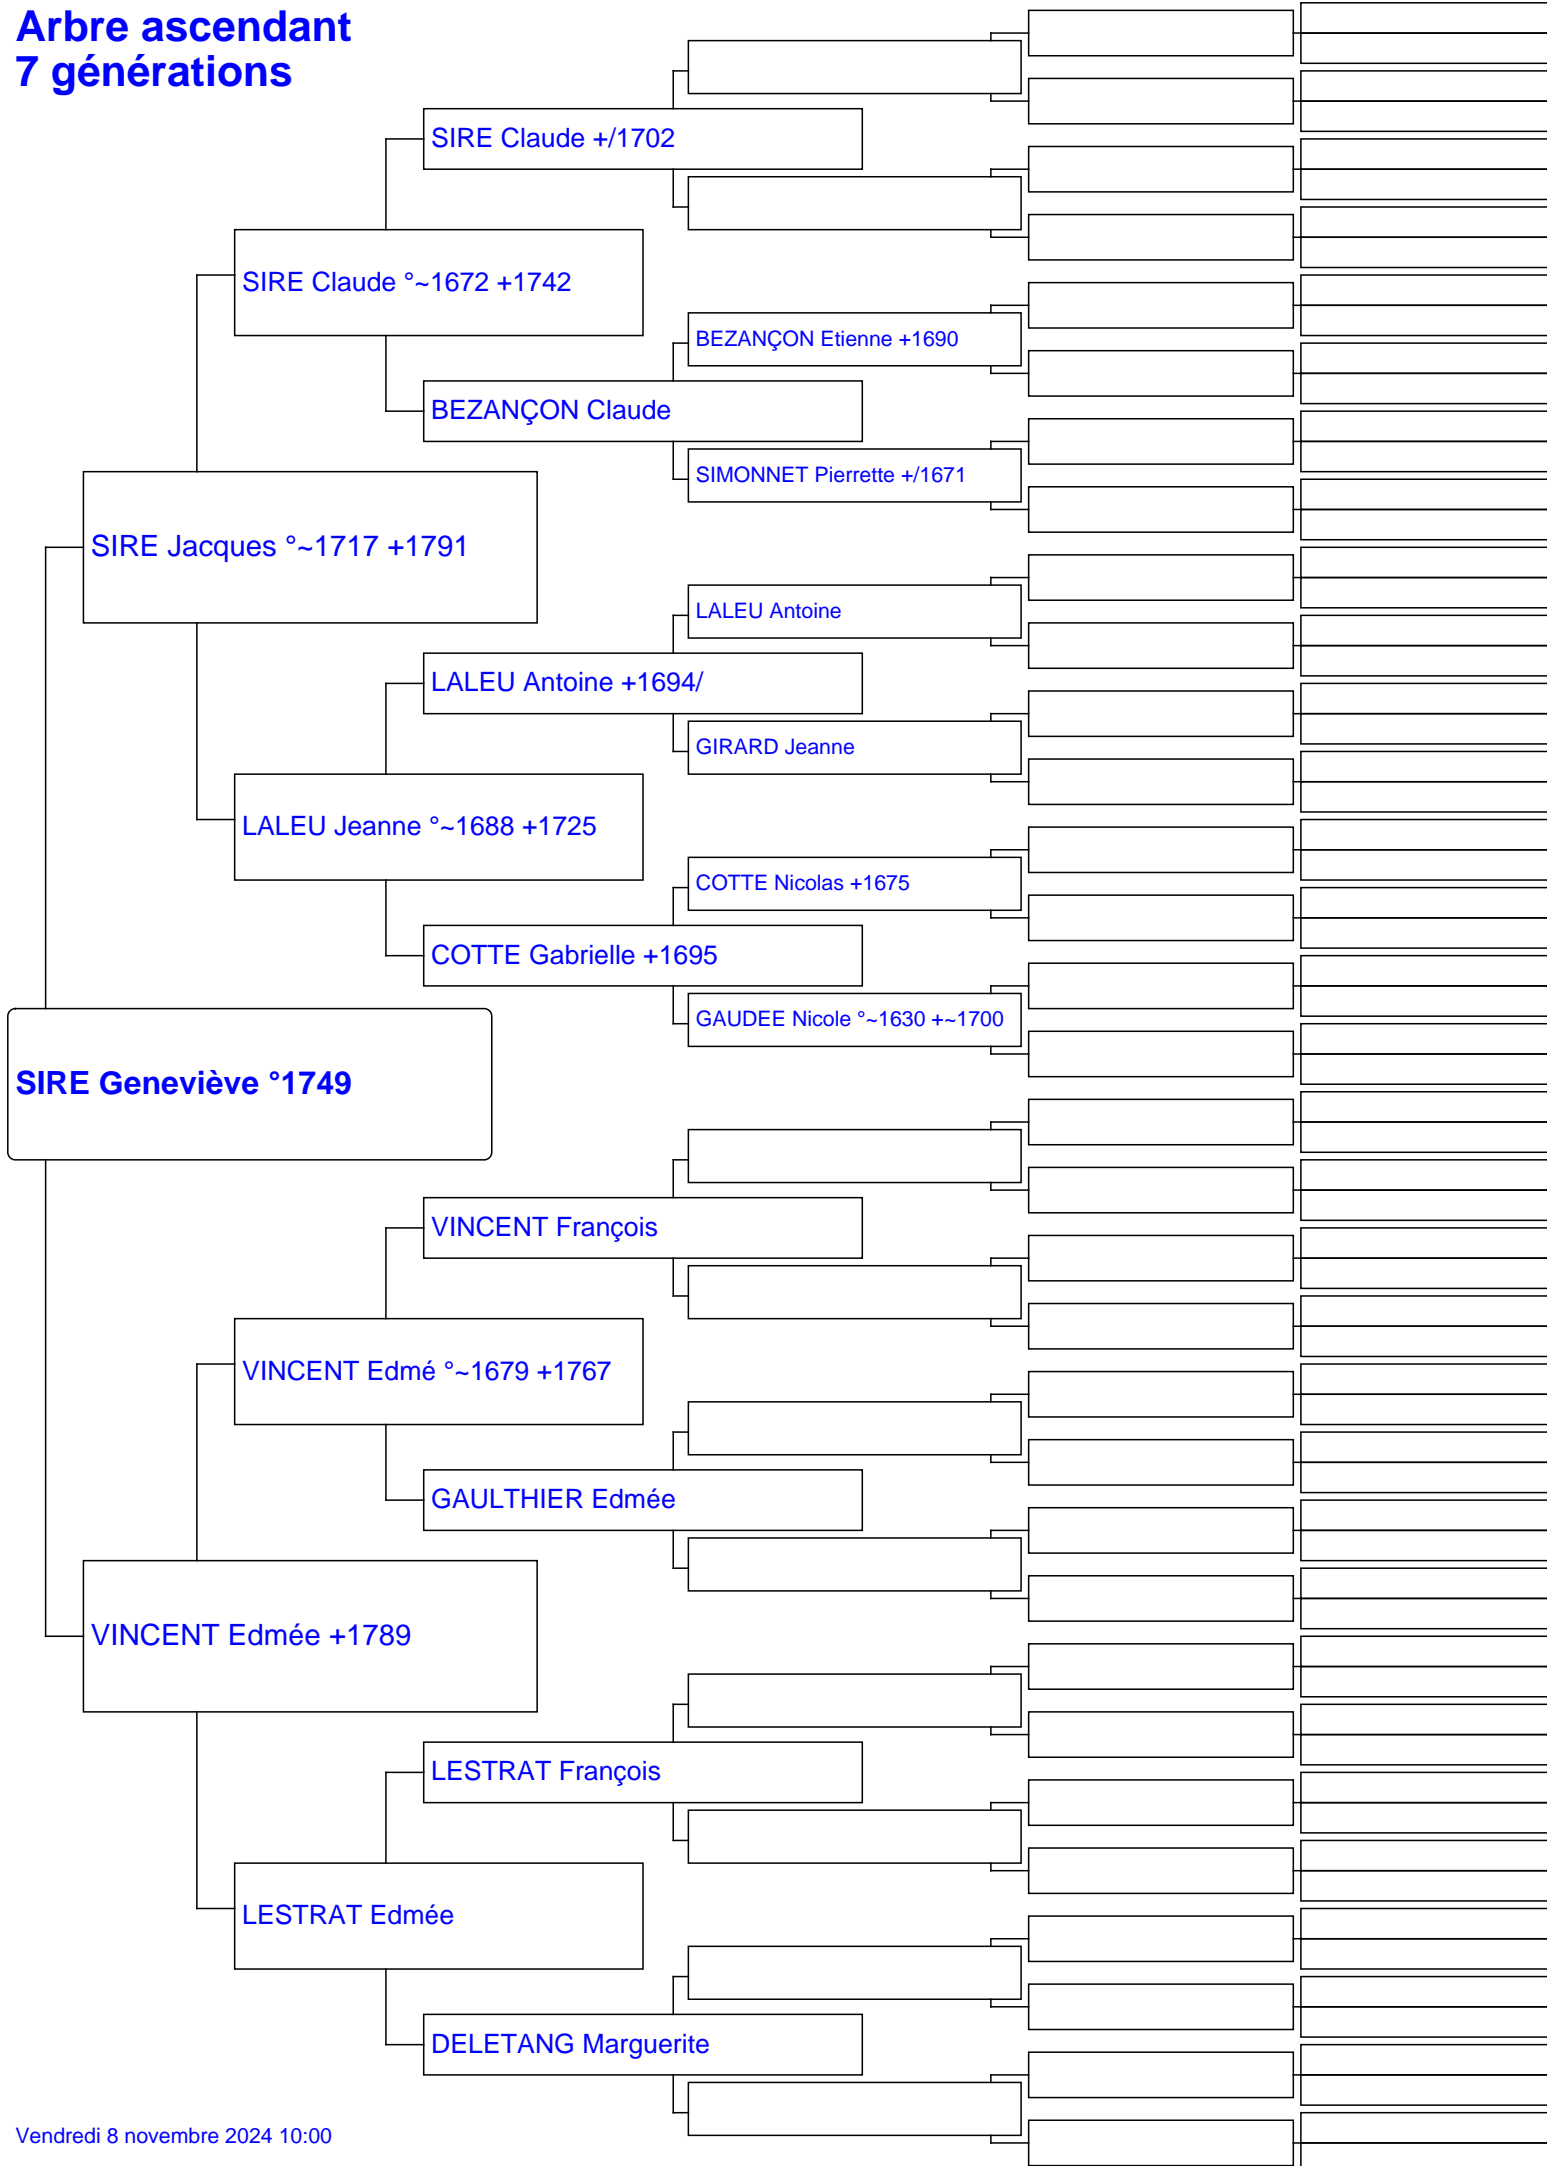 Arbre ascendant
7 générations
SIRE Claude +/1702
SIRE Claude °~1672 +1742
BEZANÇON Etienne +1690
BEZANÇON Claude
SIMONNET Pierrette +/1671
SIRE Jacques °~1717 +1791
LALEU Antoine
LALEU Antoine +1694/
GIRARD Jeanne
LALEU Jeanne °~1688 +1725
COTTE Nicolas +1675
COTTE Gabrielle +1695
GAUDEE Nicole °~1630 +~1700
SIRE Geneviève °1749
VINCENT François
VINCENT Edmé °~1679 +1767
GAULTHIER Edmée
VINCENT Edmée +1789
LESTRAT François
LESTRAT Edmée
DELETANG Marguerite
Vendredi 8 novembre 2024 10:00